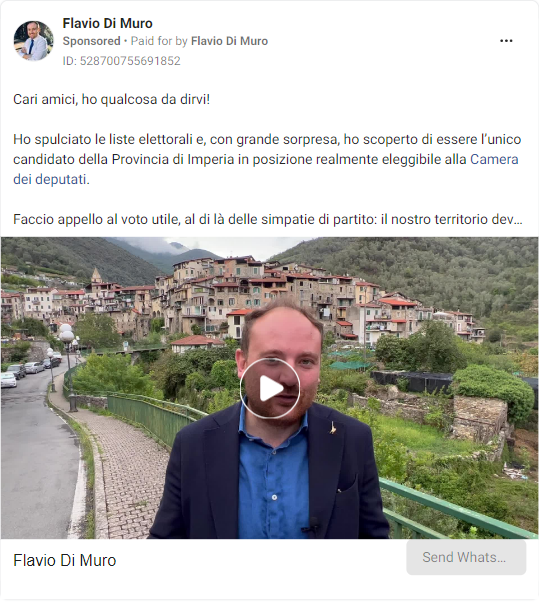 Flavio Di Muro
Sponsored • Paid for by Flavio Di Muro
ID: 528700755691852
Cari amici, ho qualcosa da dirvi!
Ho spulciato le liste elettorali e, con grande sorpresa, ho scoperto di essere l'unico
candidato della Provincia di Imperia in posizione realmente eleggibile alla Camera
dei deputati.
Faccio appello al voto utile, al di là delle simpatie di partito: il nostro territorio dev...
Flavio Di Muro
Send Whats...